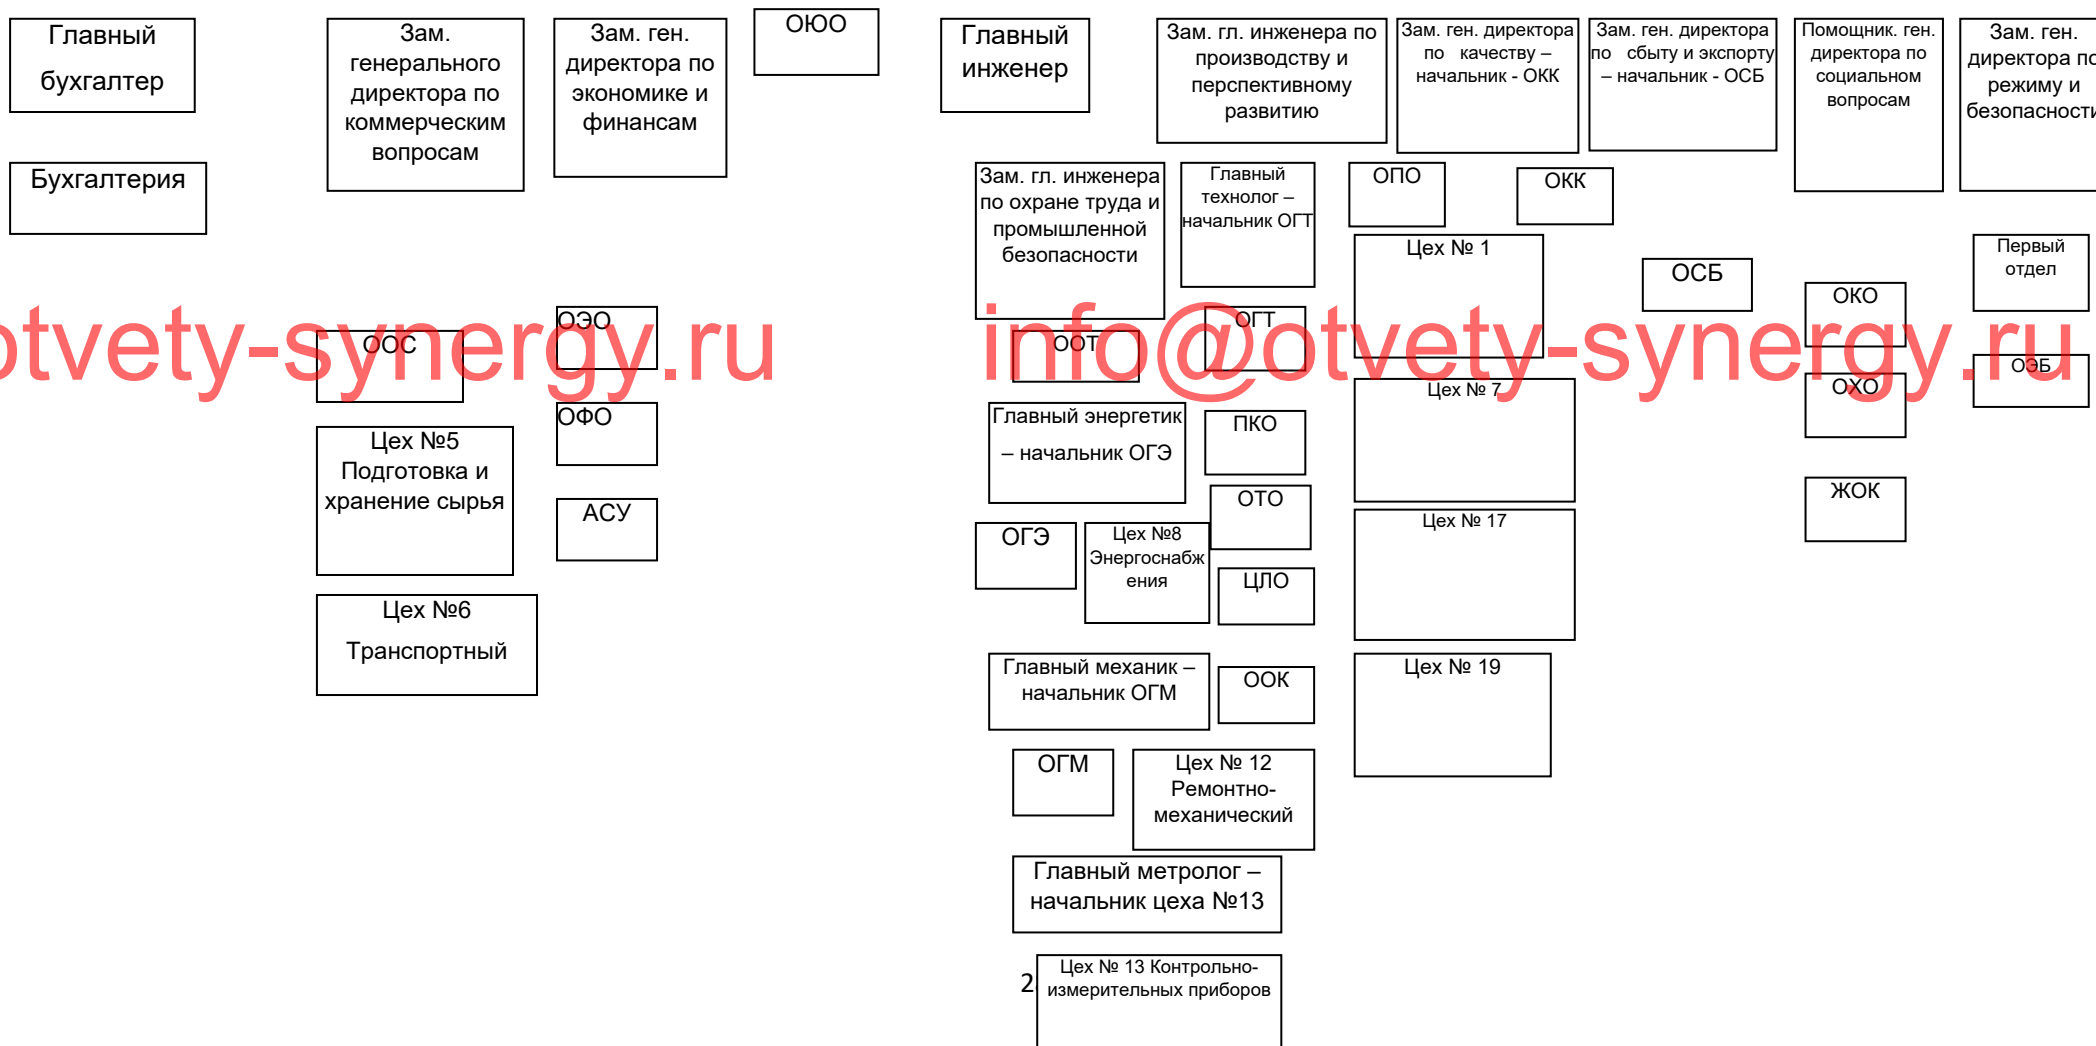 Главный
бухгалтер
Зам.
генерального
директора по
коммерческим
вопросам
Зам. ген.
директора по
экономике и
финансам
ОЮО
Главный
инженер
Зам. гл. инженера по
производству и
перспективному
развитию
Зам. ген. директора
по качеству –
начальник - ОКК
Зам. ген. директора
по сбыту и экспорту
– начальник - ОСБ
Помощник. ген.
директора по
социальном
вопросам
Зам. ген.
директора по
режиму и
безопасности
Бухгалтерия
Зам. гл. инженера
по охране труда и
промышленной
безопасности
Главный
технолог –
начальник ОГТ
ОПО
ОКК
Цех № 1
ОСБ
Первый
отдел
ОКО
ОЭО
ООС
ОГТ
ООТ
otvety-synergy.ru
info@otvety-synergy.ru
ОЭБ
ОХО
Цех № 7
ОФО
Главный энергетик
– начальник ОГЭ
ПКО
Цех №5
Подготовка и
хранение сырья
АСУ
ОТО
ЖОК
ОГЭ
Цех №8
Энергоснабж
ения
Цех № 17
ЦЛО
Цех №6
Транспортный
Главный механик –
начальник ОГМ
ООК
Цех № 19
ОГМ
Цех № 12
Ремонтно-
механический
Главный метролог –
начальник цеха №13
2
Цех № 13 Контрольно-
измерительных приборов